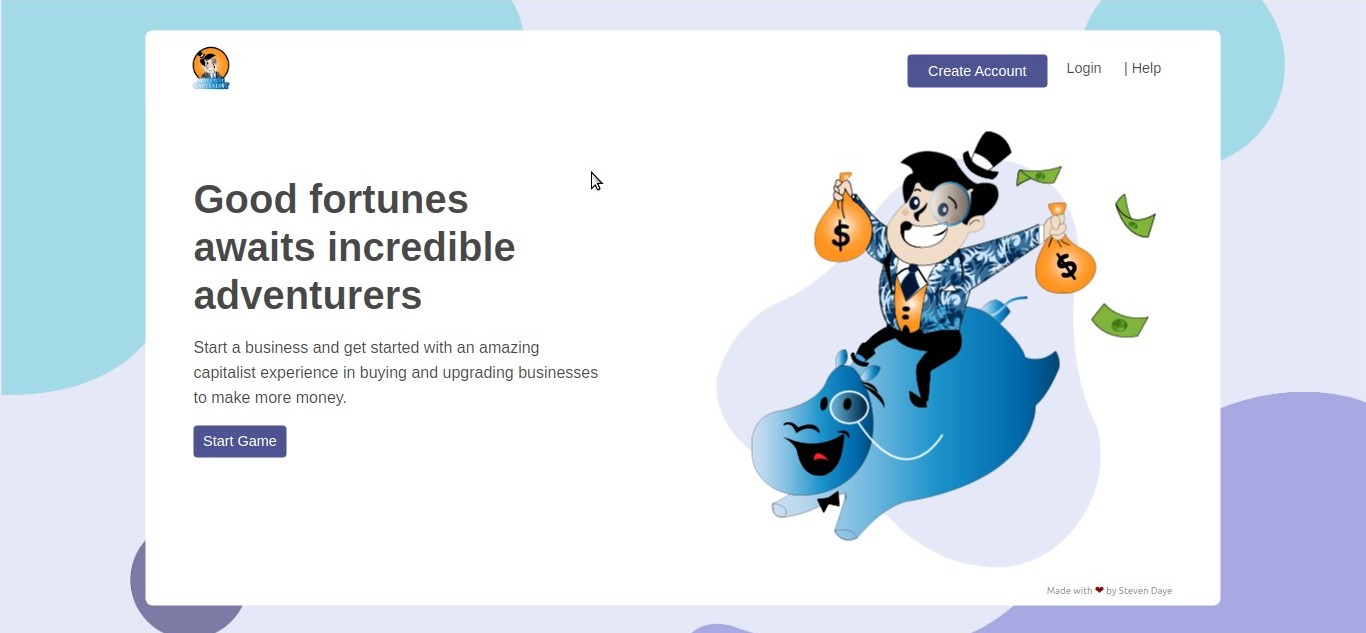 Create Account
Login
| Help
Good fortunes
awaits incredible
adventurers
Start a business and get started with an amazing
capitalist experience in buying and upgrading businesses
to make more money.
Start Game
$
$
Made with ❤ by Steven Daye